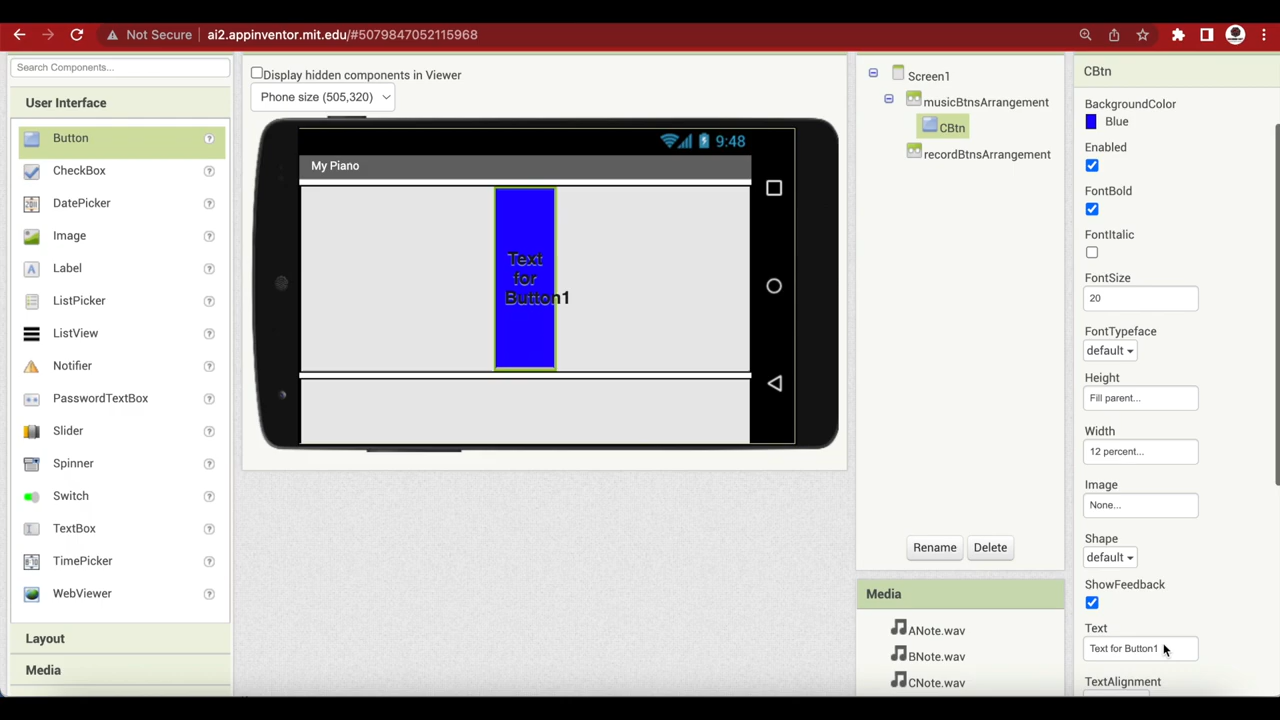 Not Secure
ai2.appinventor.mit.edu/#5079847052115968
Search Components...
User Interface
Button
CheckBox
DatePicker
Image
Label
ListPicker
ListView
Notifier
PasswordTextBox
Slider
Spinner
Switch
TextBox
TimePicker
WebViewer
Layout
Media
Display hidden components in Viewer
Phone size (505,320)
9:48
My Piano
Text
for
Button1
Screen1
musicBtnsArrangement
CBtn
recordBtnsArrangement
Rename
Delete
Media
ANote.wav
BNote.wav
CNote.wav
CBtn
BackgroundColor
Blue
Enabled
FontBold
FontItalic
FontSize
20
FontTypeface
default
Height
Fill parent...
Width
12 percent...
Image
None...
Shape
default
ShowFeedback
Text
Text for Button1
TextAlignment